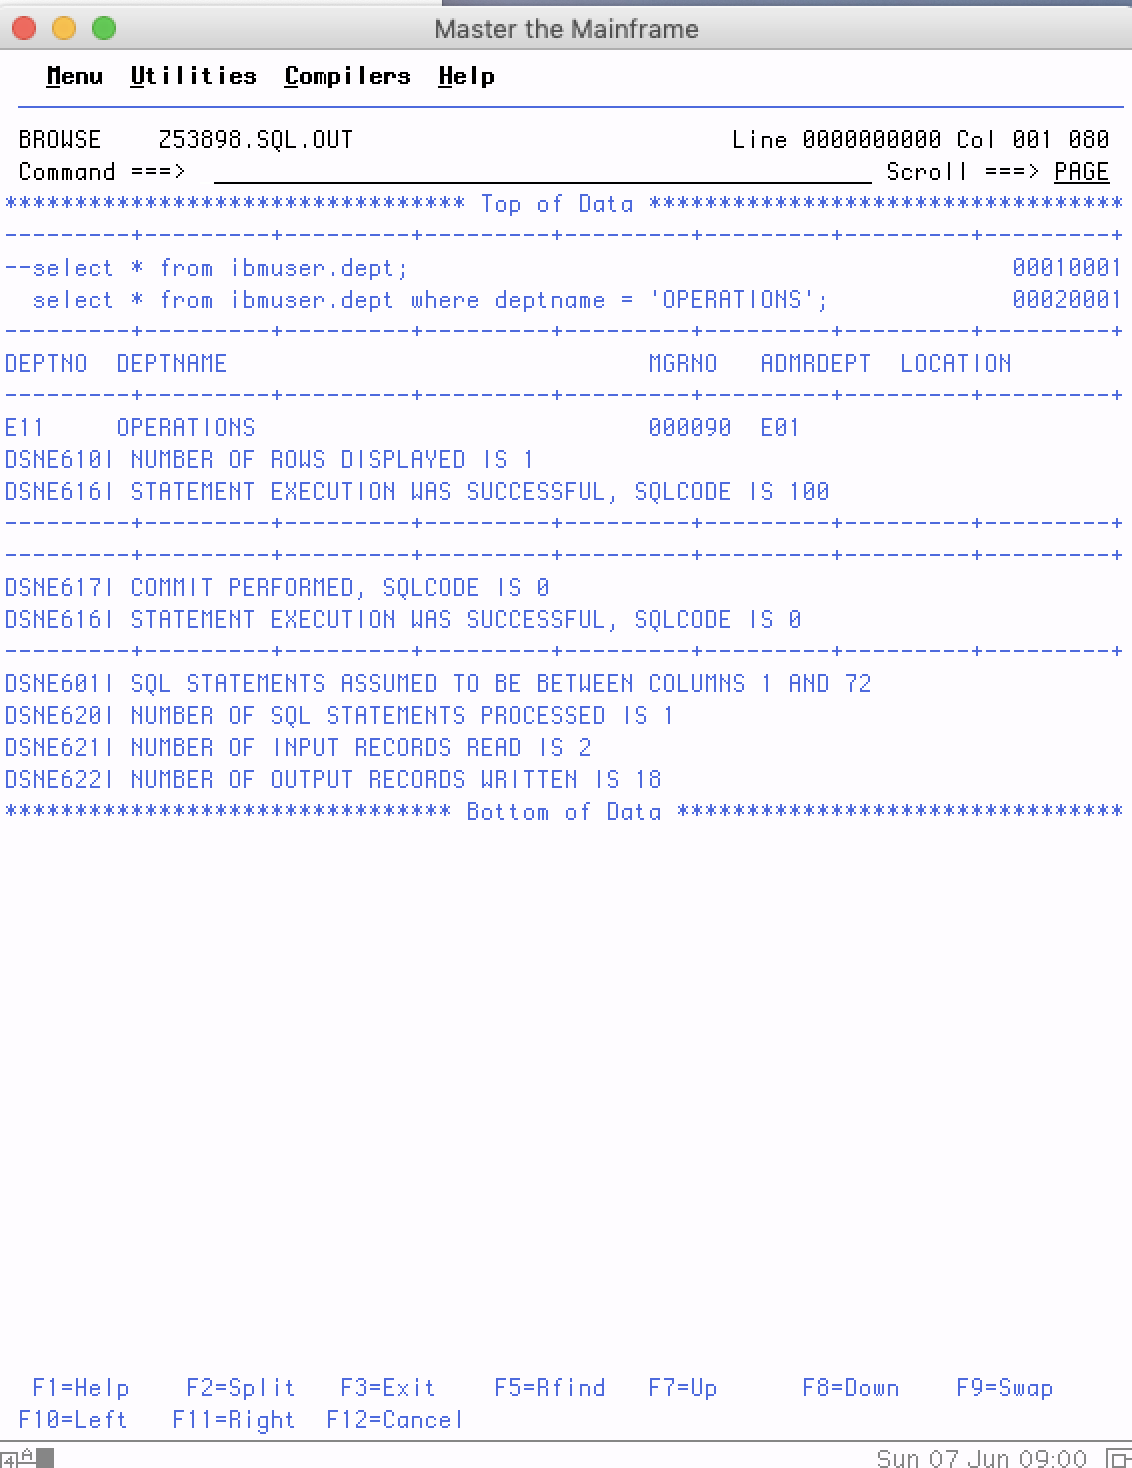 Master the Mainframe
Menu Utilities Compilers Help
BROWSE    Z53898.SQL.OUT                           Line 0000000000 Col 001 080
Command ===>                                                  Scroll ===> PAGE
********************************* Top of Data **********************************
---------+---------+---------+---------+---------+---------+---------+---------+
--select * from ibmuser.dept;                                           00010001
  select * from ibmuser.dept where deptname = 'OPERATIONS';             00020001
---------+---------+---------+---------+---------+---------+---------+---------+
DEPTNO  DEPTNAME                              MGRNO   ADMRDEPT  LOCATION
---------+---------+---------+---------+---------+---------+---------+---------+
E11     OPERATIONS                            000090  E01
DSNE610I NUMBER OF ROWS DISPLAYED IS 1
DSNE616I STATEMENT EXECUTION WAS SUCCESSFUL, SQLCODE IS 100
---------+---------+---------+---------+---------+---------+---------+---------+
---------+---------+---------+---------+---------+---------+---------+---------+
DSNE617I COMMIT PERFORMED, SQLCODE IS 0
DSNE616I STATEMENT EXECUTION WAS SUCCESSFUL, SQLCODE IS 0
---------+---------+---------+---------+---------+---------+---------+---------+
DSNE601I SQL STATEMENTS ASSUMED TO BE BETWEEN COLUMNS 1 AND 72
DSNE620I NUMBER OF SQL STATEMENTS PROCESSED IS 1
DSNE621I NUMBER OF INPUT RECORDS READ IS 2
DSNE622I NUMBER OF OUTPUT RECORDS WRITTEN IS 18
******************************** Bottom of Data ********************************
F1=Help    F2=Split   F3=Exit    F5=Rfind   F7=Up      F8=Down    F9=Swap
F10=Left   F11=Right  F12=Cancel
4 A Sun 07 Jun 09:00